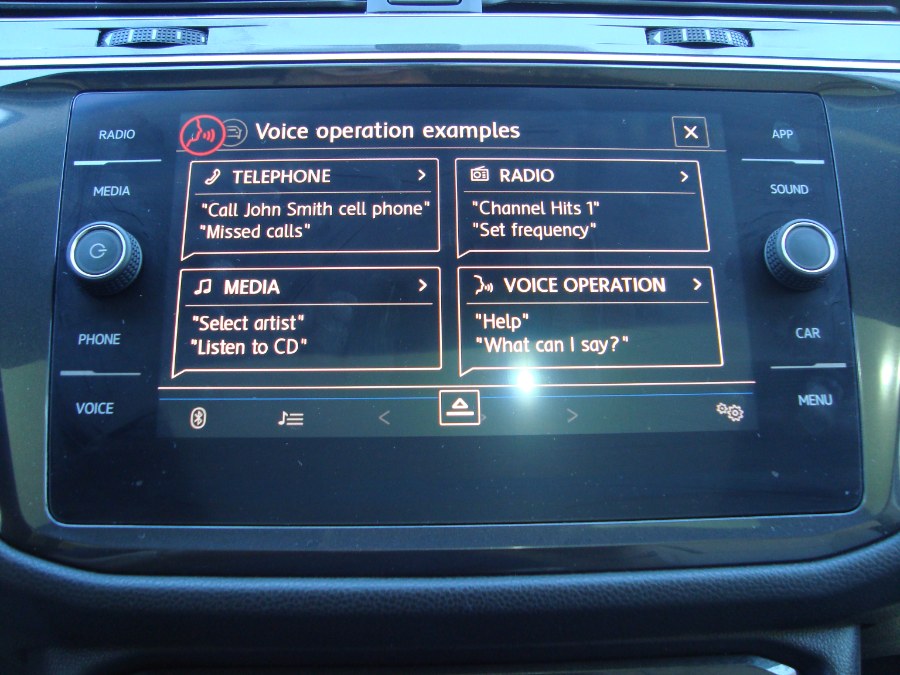 Voice operation examples
RADIO
MEDIA
PHONE
VOICE
TELEPHONE
"Call John Smith cell phone"
"Missed calls"
RADIO
"Channel Hits 1"
"Set frequency"
MEDIA
"Select artist"
"Listen to CD"
VOICE OPERATION
"Help"
"What can I say?"
APP
SOUND
CAR
MENU